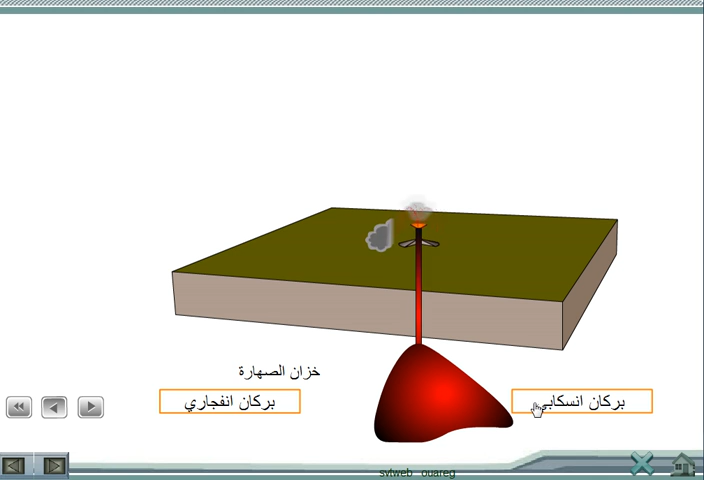 خزان الصهارة
بركان انسكابي
بركان انفجاري
svtweb ouareg